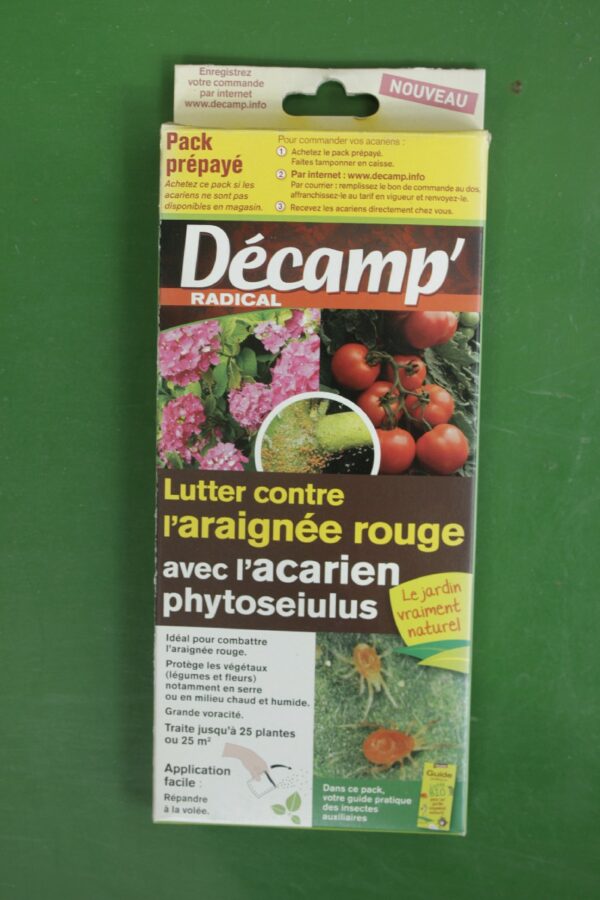 Enregistrez
votre commande
par internet
www.decamp.info
NOUVEAU
Pack
prépayé
Achetez ce pack si les
acariens ne sont pas
disponibles en magasin.
Pour commander vos acariens :
1 Achetez le pack prépayé.
Faites tamponner en caisse.
2 Par internet : www.decamp.info
Par courrier : remplissez le bon de commande au dos,
affranchissez-le au tarif en vigueur et renvoyez-le.
3 Recevez les acariens directement chez vous.
Décamp'
RADICAL
Lutter contre
l'araignée rouge
avec l'acarien
phytoseiulus
Le jardin
vraiment
naturel
Idéal pour combattre
l'araignée rouge.
Protège les végétaux
(légumes et fleurs)
notamment en serre
ou en milieu chaud et humide.
Grande voracité.
Traite jusqu'à 25 plantes
ou 25 m²
Application
facile :
Répandre
à la volée.
Dans ce pack,
votre guide pratique
des insectes
auxiliaires
Guide